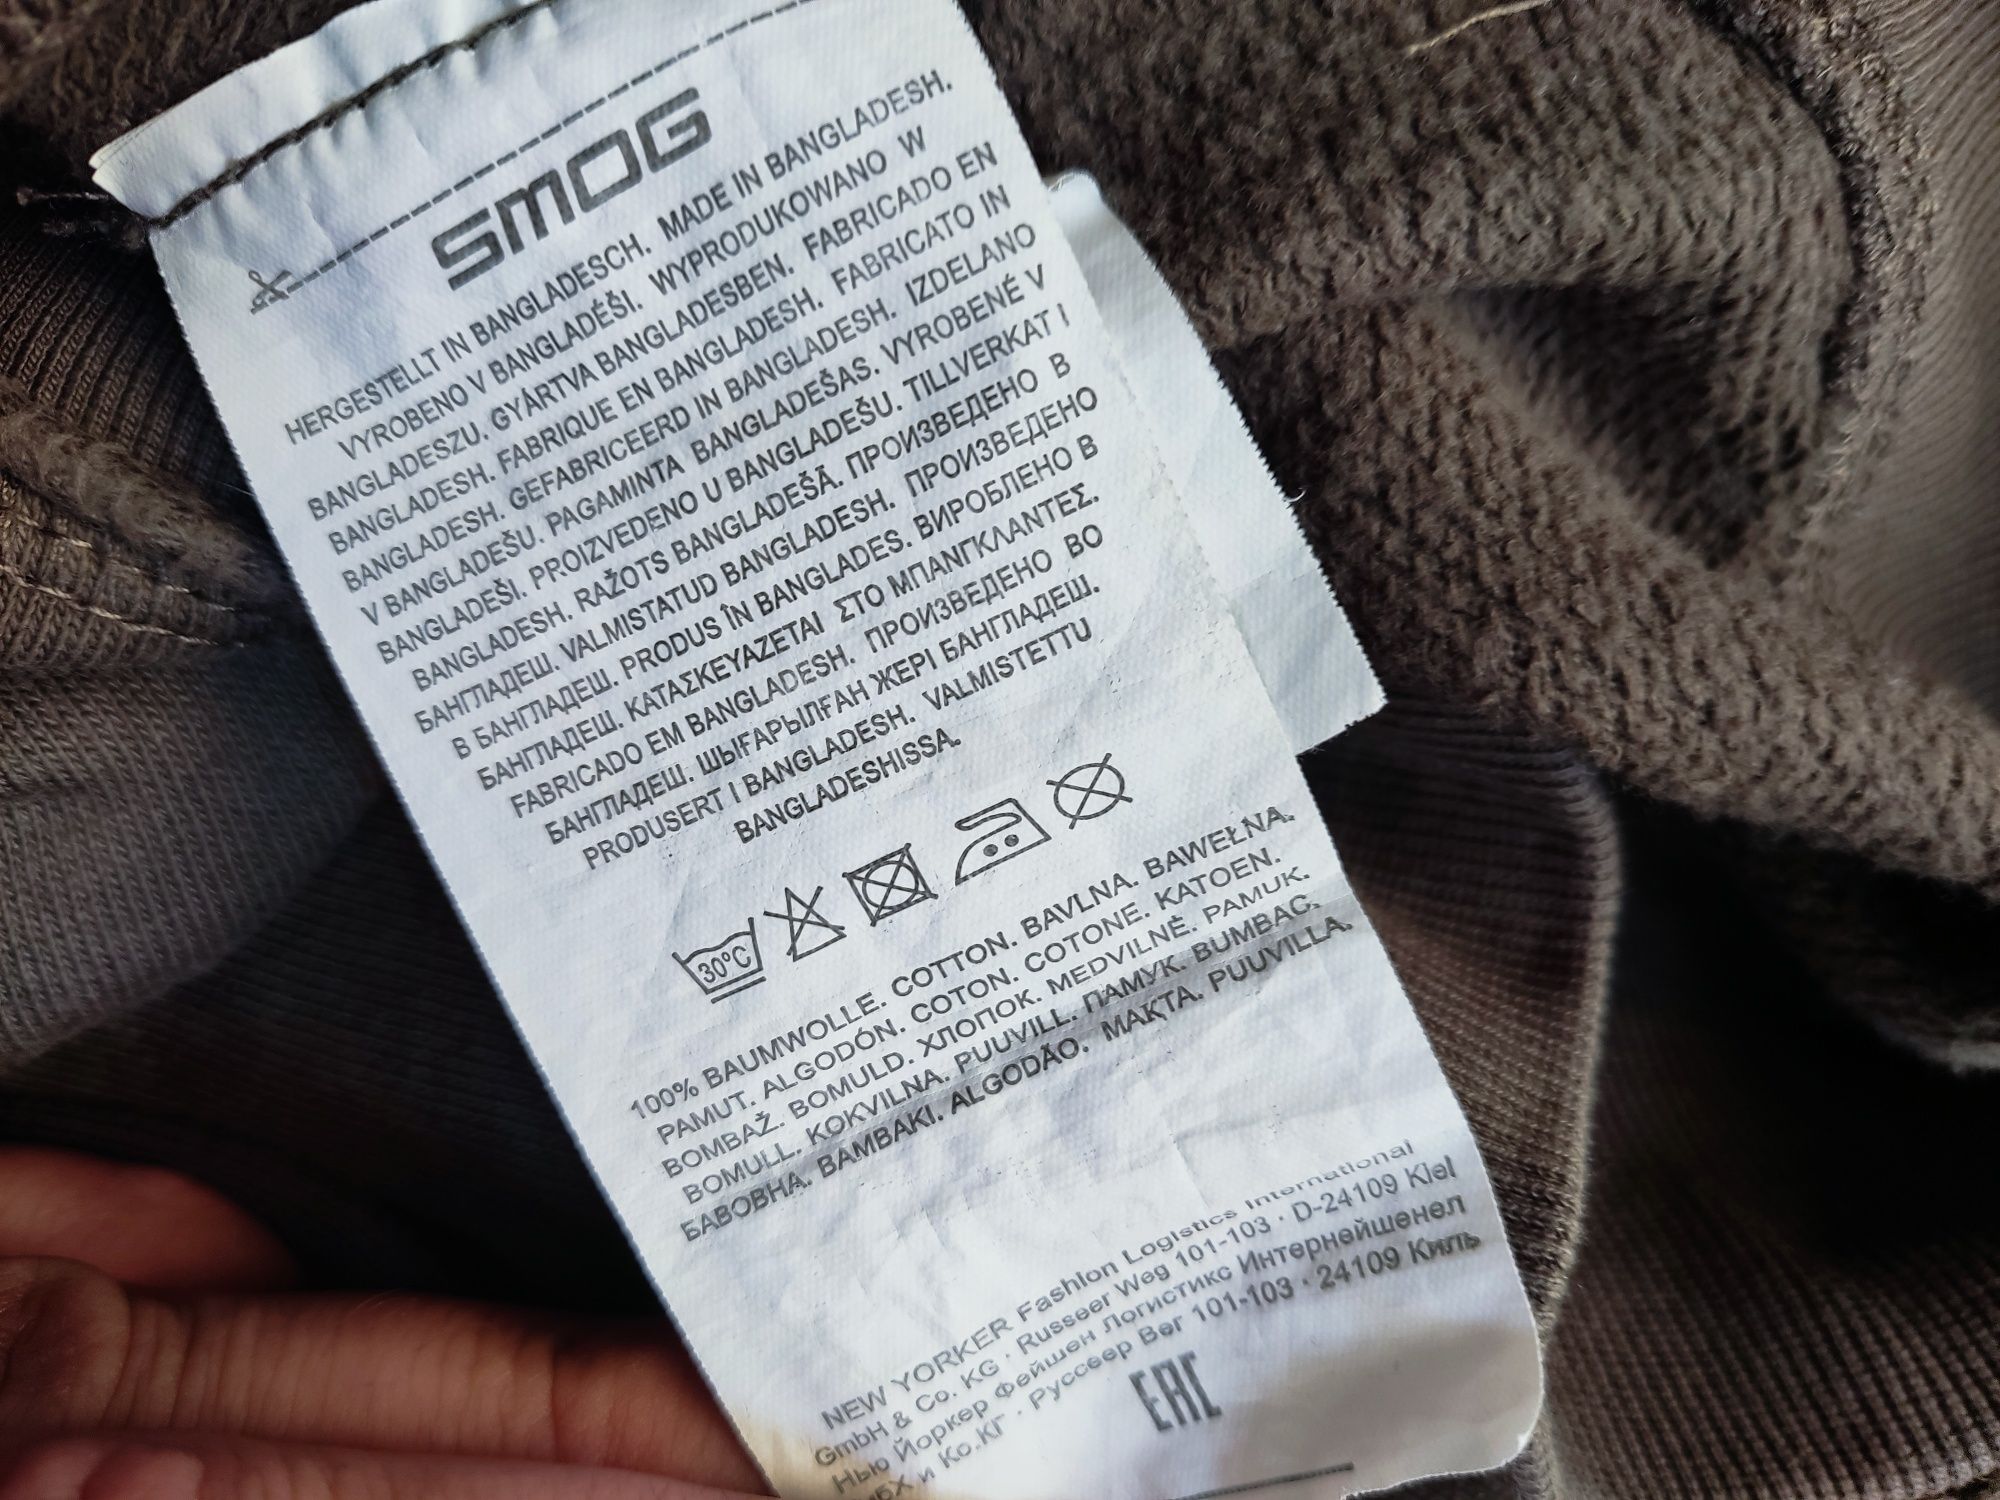 SMOG
HERGESTELLT IN BANGLADESCH. MADE IN BANGLADESH.
VYROBENO V BANGLADÉŠI. WYPRODUKOWANO W
BANGLADESZU. GYÁRTVA BANGLADESBEN. FABRICADO EN
BANGLADESH. FABRIQUE EN BANGLADESH. FABRICATO IN
BANGLADESH. GEFABRICEERD IN BANGLADESH. IZDELANO
V BANGLADEŠU. PAGAMINTA BANGLADEŠAS. VYROBENÉ V
BANGLADEŠI. PROIZVEDENO U BANGLADEŠU. TILLVERKAT I
BANGLADESH. RAŽOTS BANGLADEŠĀ. ПРОИЗВЕДЕНО В
БАНГЛАДЕШ. VALMISTATUD BANGLADESH. ПРОИЗВЕДЕНО
В БАНГЛАДЕШ. PRODUS ÎN BANGLADES. ВИРОБЛЕНО В
БАНГЛАДЕШ. KATAΣKEYAZETAI ΣΤΟ ΜΠΑΝΓΚΛΑΝΤΕΣ.
FABRICADO EM BANGLADESH. ПРОИЗВЕДЕНО ВО
БАНГЛАДЕШ. ШЫҒАРЫЛҒАН ЖЕРІ БАНГЛАДЕШ.
PRODUSERT I BANGLADESH. VALMISTETTU
BANGLADESHISSA.
30°C
100% BAUMWOLLE. COTTON. BAVLNA. BAWEŁNA.
PAMUT. ALGODÓN. COTON. COTONE. KATOEN.
BOMBAŽ. BOMULD. ХЛОПОК. MEDVILNĖ. PAMUK.
BOMULL. KOKVILNA. PUUVILL. ПАМУК. BUMBAC.
БАВОВНА. BAMBAKI. ALGODÃO. МАҚТА. PUUVILLA.
NEW YORKER Fashion Logistics International
GmbH & Co. KG · Russeer Weg 101-103 · D-24109 Kiel
Нью Йоркер Фейшен Логистикс Интернейшенел
мбХ и Ко.КГ · Руссеер Вег 101-103 · 24109 Киль
EAC